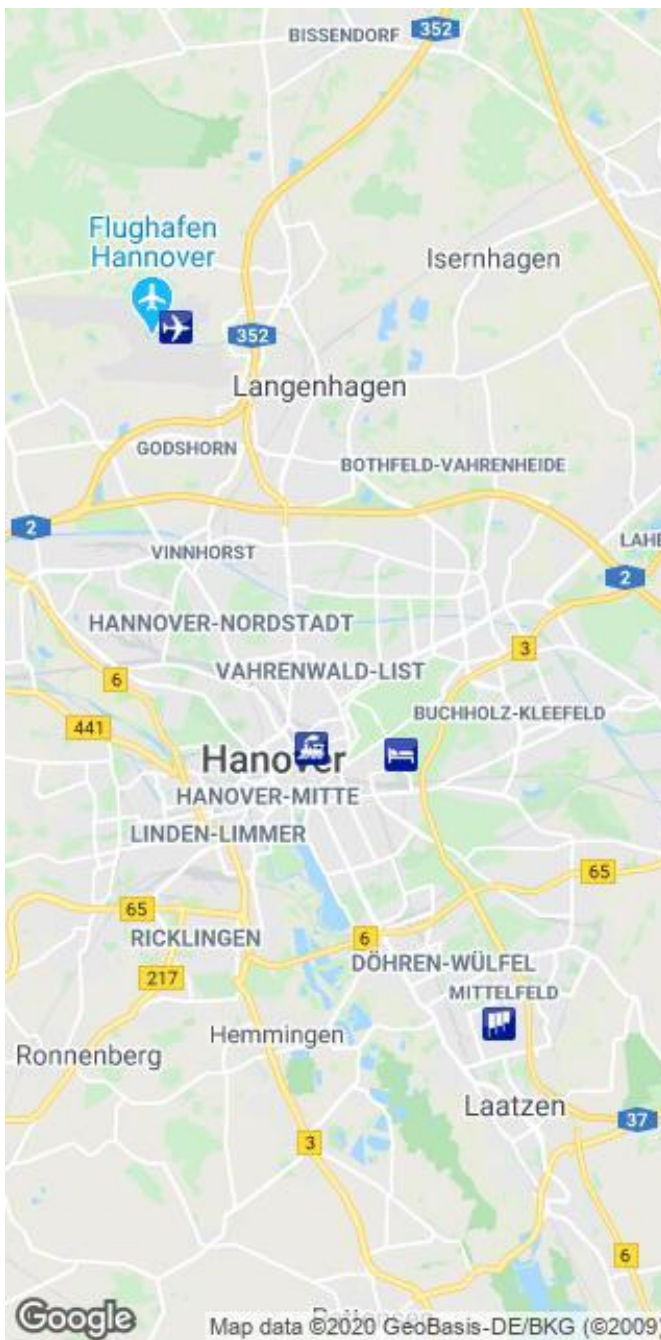 BISSENDORF
352
Flughafen
Hannover
Isernhagen
352
Langenhagen
GODSHORN
BOTHFELD-VAHRENHEIDE
2
LAHE
VINNHORST
2
HANNOVER-NORDSTADT
3
VAHRENWALD-LIST
6
BUCHHOLZ-KLEEFELD
441
Hanover
HANOVER-MITTE
LINDEN-LIMMER
65
65
6
RICKLINGEN
DÖHREN-WÜLFEL
217
MITTELFELD
Hemmingen
Ronnenberg
Laatzen
37
3
6
Google
Map data ©2020 GeoBasis-DE/BKG (©2009)